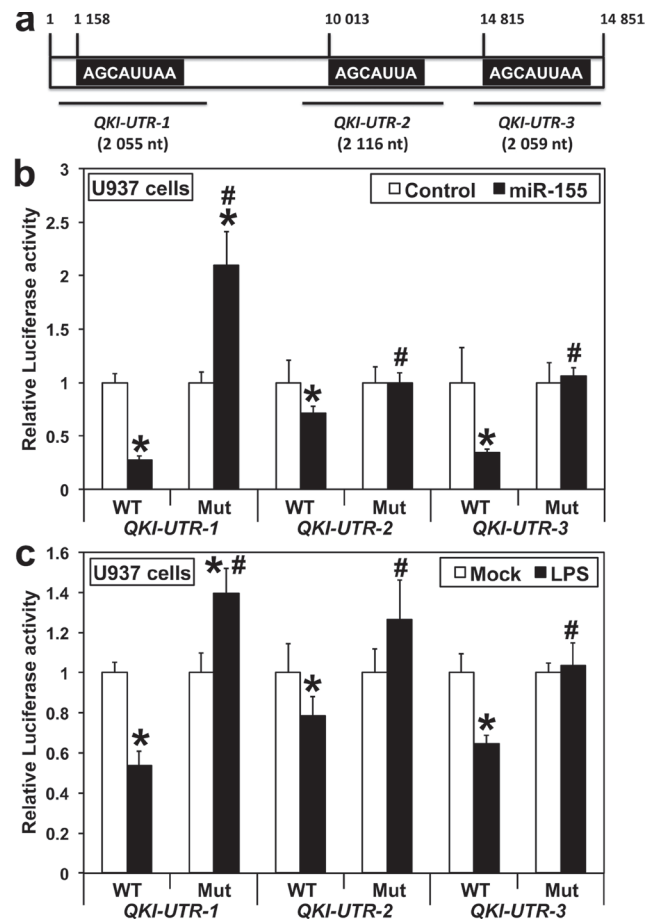 a
1 1 158 10 013 14 815 14 851
AGCAUUAA AGCAUUA AGCAUUAA
QKI-UTR-1 QKI-UTR-2 QKI-UTR-3
(2 055 nt) (2 116 nt) (2 059 nt)
b
U937 cells
Control miR-155
Relative Luciferase activity
3
2.5
2
1.5
1
0.5
0
* # * * # * #
WT Mut WT Mut WT Mut
QKI-UTR-1 QKI-UTR-2 QKI-UTR-3
c
U937 cells
Mock LPS
Relative Luciferase activity
1.6
1.4
1.2
1
0.8
0.6
0.4
0.2
0
* * # * # * #
WT Mut WT Mut WT Mut
QKI-UTR-1 QKI-UTR-2 QKI-UTR-3